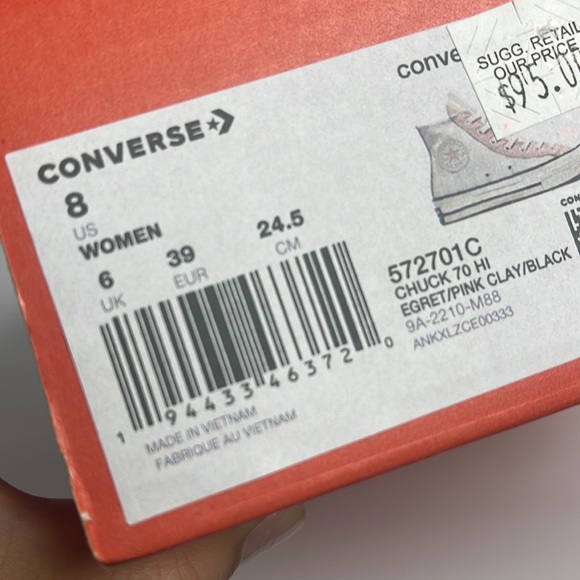 CONVERSE
8
US
WOMEN
6 39 24.5
UK EUR CM
1 94433 46372 0
MADE IN VIETNAM
FABRIQUE AU VIETNAM
SUGG. RETAIL
OUR PRICE
572701C
CHUCK 70 HI
EGRET/PINK CLAY/BLACK
9A-2210-M88
ANKXLZCE00333